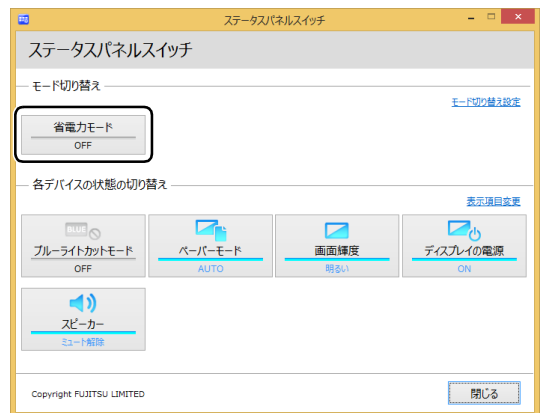 ステータスパネルスイッチ
ステータスパネルスイッチ
モード切り替え
モード切り替え設定
省電力モード
OFF
各デバイスの状態の切り替え
表示項目変更
BLUE
ブルーライトカットモード
OFF
ペーパーモード
AUTO
画面輝度
明るい
ディスプレイの電源
ON
スピーカー
ミュート解除
Copyright FUJITSU LIMITED
閉じる